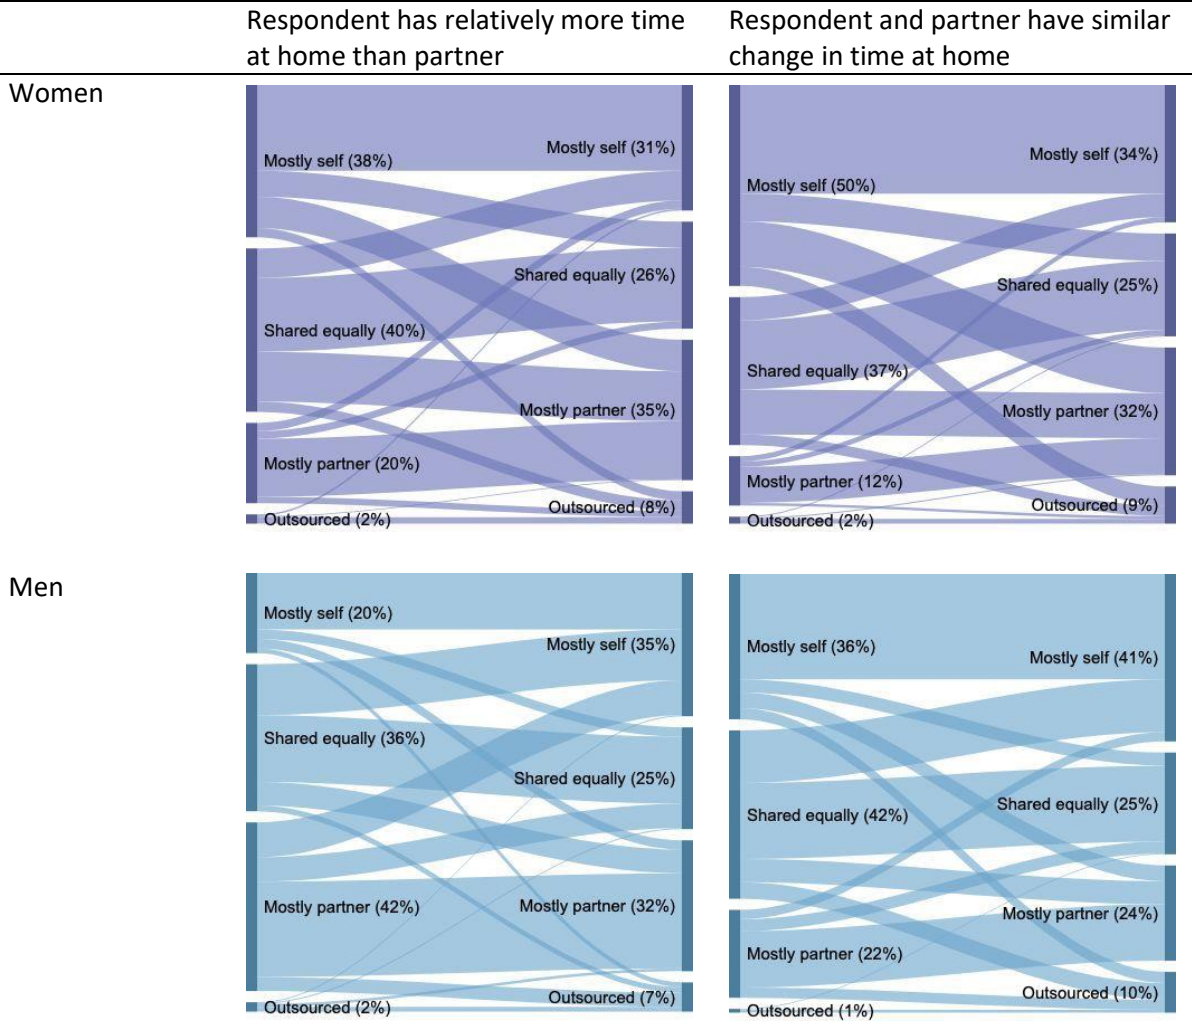 Respondent has relatively more time
at home than partner
Respondent and partner have similar
change in time at home
Women
Mostly self (38%)
Shared equally (40%)
Mostly partner (20%)
Outsourced (2%)
Mostly self (31%)
Shared equally (26%)
Mostly partner (35%)
Outsourced (8%)
Mostly self (50%)
Shared equally (37%)
Mostly partner (12%)
Outsourced (2%)
Mostly self (34%)
Shared equally (25%)
Mostly partner (32%)
Outsourced (9%)
Men
Mostly self (20%)
Shared equally (36%)
Mostly partner (42%)
Outsourced (2%)
Mostly self (35%)
Shared equally (25%)
Mostly partner (32%)
Outsourced (7%)
Mostly self (36%)
Shared equally (42%)
Mostly partner (22%)
Outsourced (1%)
Mostly self (41%)
Shared equally (25%)
Mostly partner (24%)
Outsourced (10%)